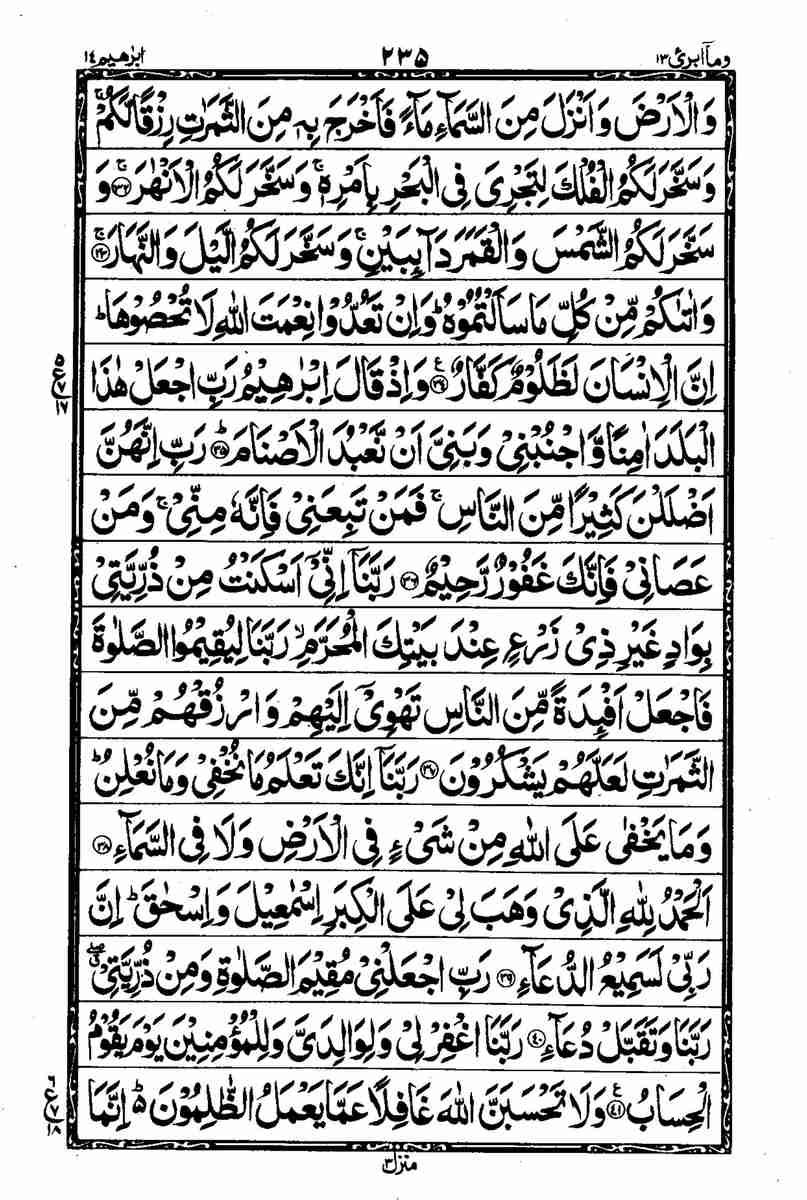 وماۤ ابرئ ١٣ ٢٣٥ ابرٰهيم ١٤
وَالْاَرْضَ وَاَنْزَلَ مِنَ السَّمَآءِ مَآءً فَاَخْرَجَ بِهٖ مِنَ الثَّمَرٰتِ رِزْقًا لَّكُمْ ۚ
وَسَخَّرَ لَكُمُ الْفُلْكَ لِتَجْرِیَ فِی الْبَحْرِ بِاَمْرِهٖ ۚ وَسَخَّرَ لَكُمُ الْاَنْهٰرَ ۚ ﴿٣٢﴾ وَ
سَخَّرَ لَكُمُ الشَّمْسَ وَالْقَمَرَ دَآئِبَيْنِ ۚ وَسَخَّرَ لَكُمُ الَّيْلَ وَالنَّهَارَ ۚ ﴿٣٣﴾
وَاٰتٰىكُمْ مِّنْ كُلِّ مَا سَاَلْتُمُوْهُ ؕ وَاِنْ تَعُدُّوْا نِعْمَتَ اللّٰهِ لَا تُحْصُوْهَا ؕ
اِنَّ الْاِنْسَانَ لَظَلُوْمٌ كَفَّارٌ ﴿٣٤﴾ ع وَاِذْ قَالَ اِبْرٰهِيْمُ رَبِّ اجْعَلْ هٰذَا
٥ ع ٧ ١٧
الْبَلَدَ اٰمِنًا وَّاجْنُبْنِیْ وَبَنِیَّ اَنْ نَّعْبُدَ الْاَصْنَامَ ؕ ﴿٣٥﴾ رَبِّ اِنَّهُنَّ
اَضْلَلْنَ كَثِيْرًا مِّنَ النَّاسِ ۚ فَمَنْ تَبِعَنِیْ فَاِنَّهٗ مِنِّیْ ۚ وَمَنْ
عَصَانِیْ فَاِنَّكَ غَفُوْرٌ رَّحِيْمٌ ﴿٣٦﴾ رَبَّنَاۤ اِنِّیْۤ اَسْكَنْتُ مِنْ ذُرِّيَّتِیْ
بِوَادٍ غَيْرِ ذِیْ زَرْعٍ عِنْدَ بَيْتِكَ الْمُحَرَّمِ ۙ رَبَّنَا لِيُقِيْمُوا الصَّلٰوةَ
فَاجْعَلْ اَفْئِدَةً مِّنَ النَّاسِ تَهْوِیْۤ اِلَيْهِمْ وَارْزُقْهُمْ مِّنَ
الثَّمَرٰتِ لَعَلَّهُمْ يَشْكُرُوْنَ ﴿٣٧﴾ رَبَّنَاۤ اِنَّكَ تَعْلَمُ مَا نُخْفِیْ وَمَا نُعْلِنُ ؕ
وَمَا يَخْفٰى عَلَى اللّٰهِ مِنْ شَیْءٍ فِی الْاَرْضِ وَلَا فِی السَّمَآءِ ﴿٣٨﴾
اَلْحَمْدُ لِلّٰهِ الَّذِیْ وَهَبَ لِیْ عَلَى الْكِبَرِ اِسْمٰعِيْلَ وَاِسْحٰقَ ؕ اِنَّ
رَبِّیْ لَسَمِيْعُ الدُّعَآءِ ﴿٣٩﴾ رَبِّ اجْعَلْنِیْ مُقِيْمَ الصَّلٰوةِ وَمِنْ ذُرِّيَّتِیْ ۖ
رَبَّنَا وَتَقَبَّلْ دُعَآءِ ﴿٤٠﴾ رَبَّنَا اغْفِرْ لِیْ وَلِوَالِدَیَّ وَلِلْمُؤْمِنِيْنَ يَوْمَ يَقُوْمُ
الْحِسَابُ ﴿٤١﴾ ع وَلَا تَحْسَبَنَّ اللّٰهَ غَافِلًا عَمَّا يَعْمَلُ الظّٰلِمُوْنَ ؕ اِنَّمَا
٦ ع ٧ ١٨
منزل ٣